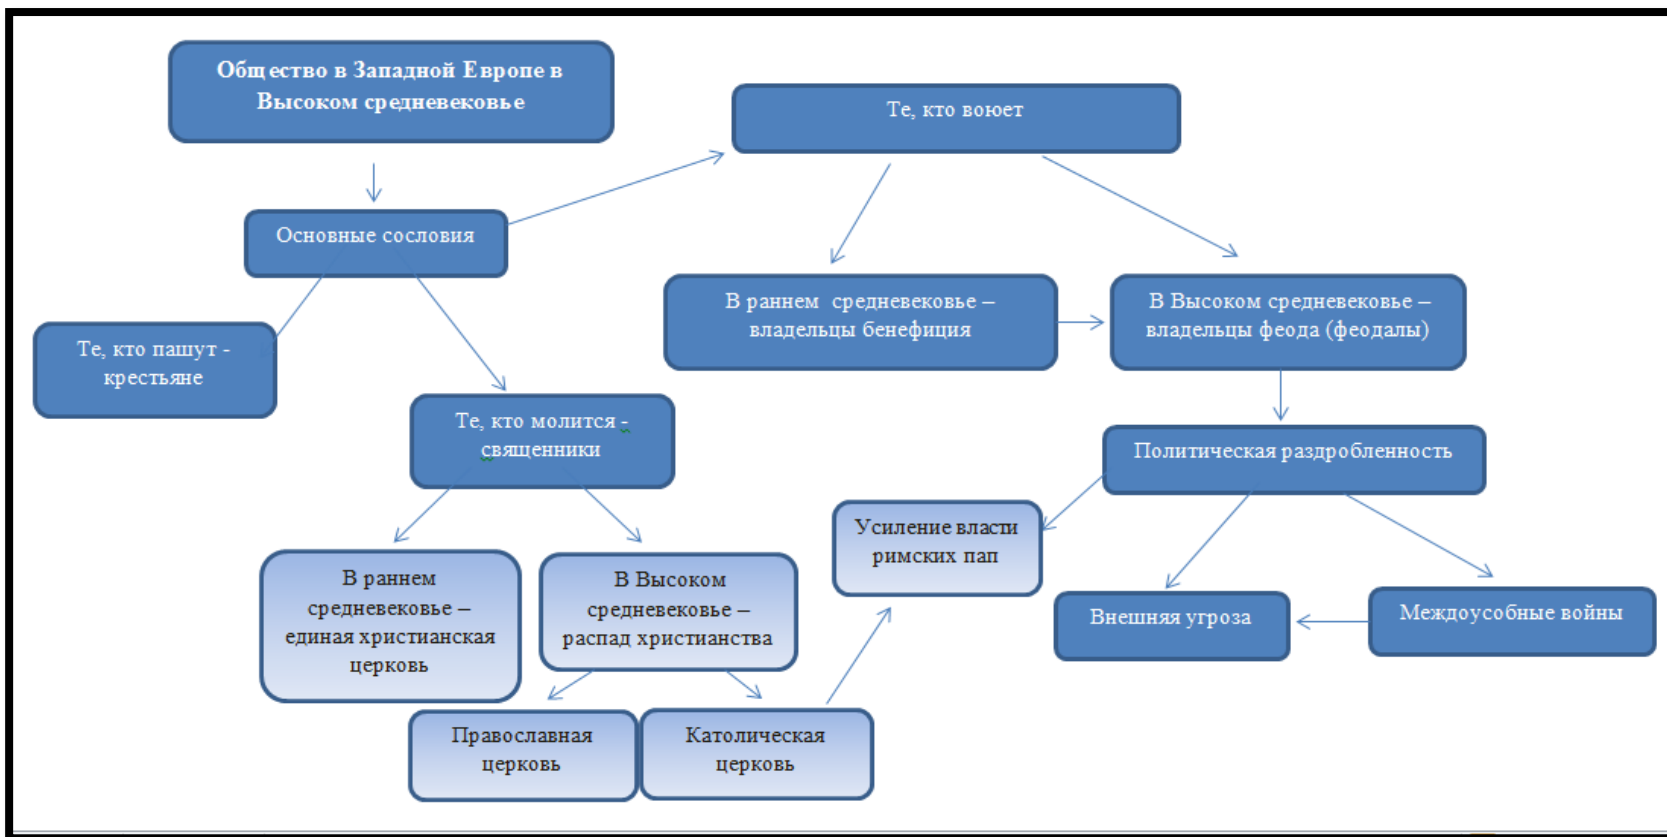 Общество в Западной Европе в
Высоком средневековье
Те, кто воюет
Основные сословия
В раннем средневековье –
владельцы бенефиция
В Высоком средневековье –
владельцы феода (феодалы)
Те, кто пашут -
крестьяне
Те, кто молится -
священники
Политическая раздробленность
Усиление власти
римских пап
В раннем
средневековье –
единая христианская
церковь
В Высоком
средневековье –
распад христианства
Внешняя угроза
Междоусобные войны
Православная
церковь
Католическая
церковь